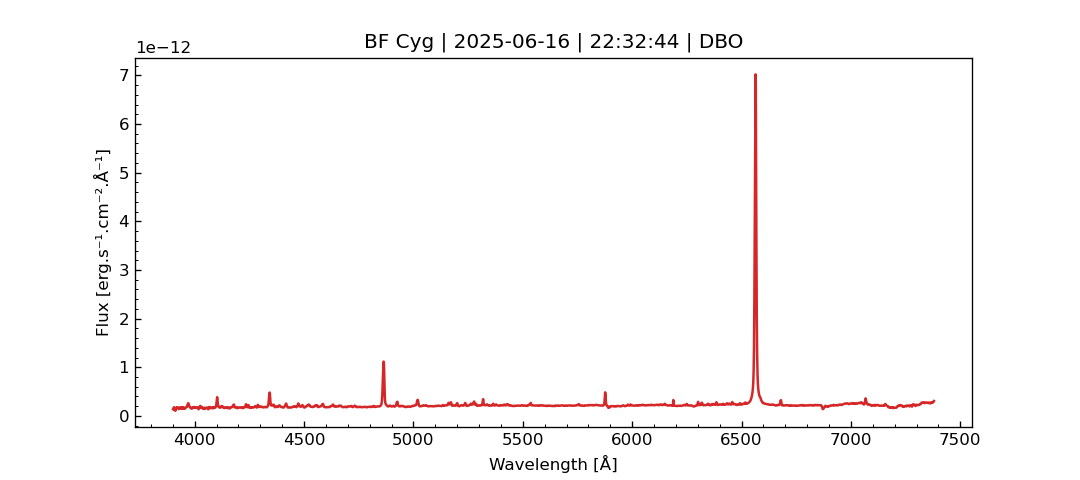 BF Cyg | 2025-06-16 | 22:32:44 | DBO
1e−12
7
6
5
4
3
2
1
0
Flux [erg.s⁻¹.cm⁻².Å⁻¹]
4000 4500 5000 5500 6000 6500 7000 7500
Wavelength [Å]